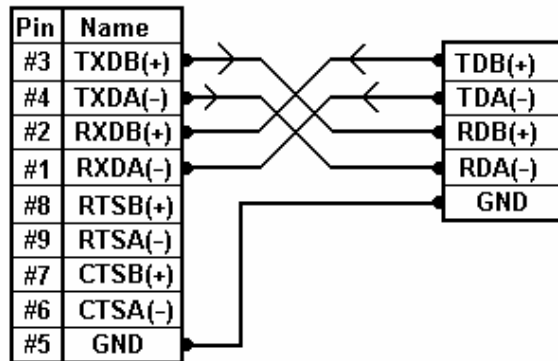 Pin Name
#3 TXDB(+)
#4 TXDA(-)
#2 RXDB(+)
#1 RXDA(-)
#8 RTSB(+)
#9 RTSA(-)
#7 CTSB(+)
#6 CTSA(-)
#5 GND
TDB(+)
TDA(-)
RDB(+)
RDA(-)
GND